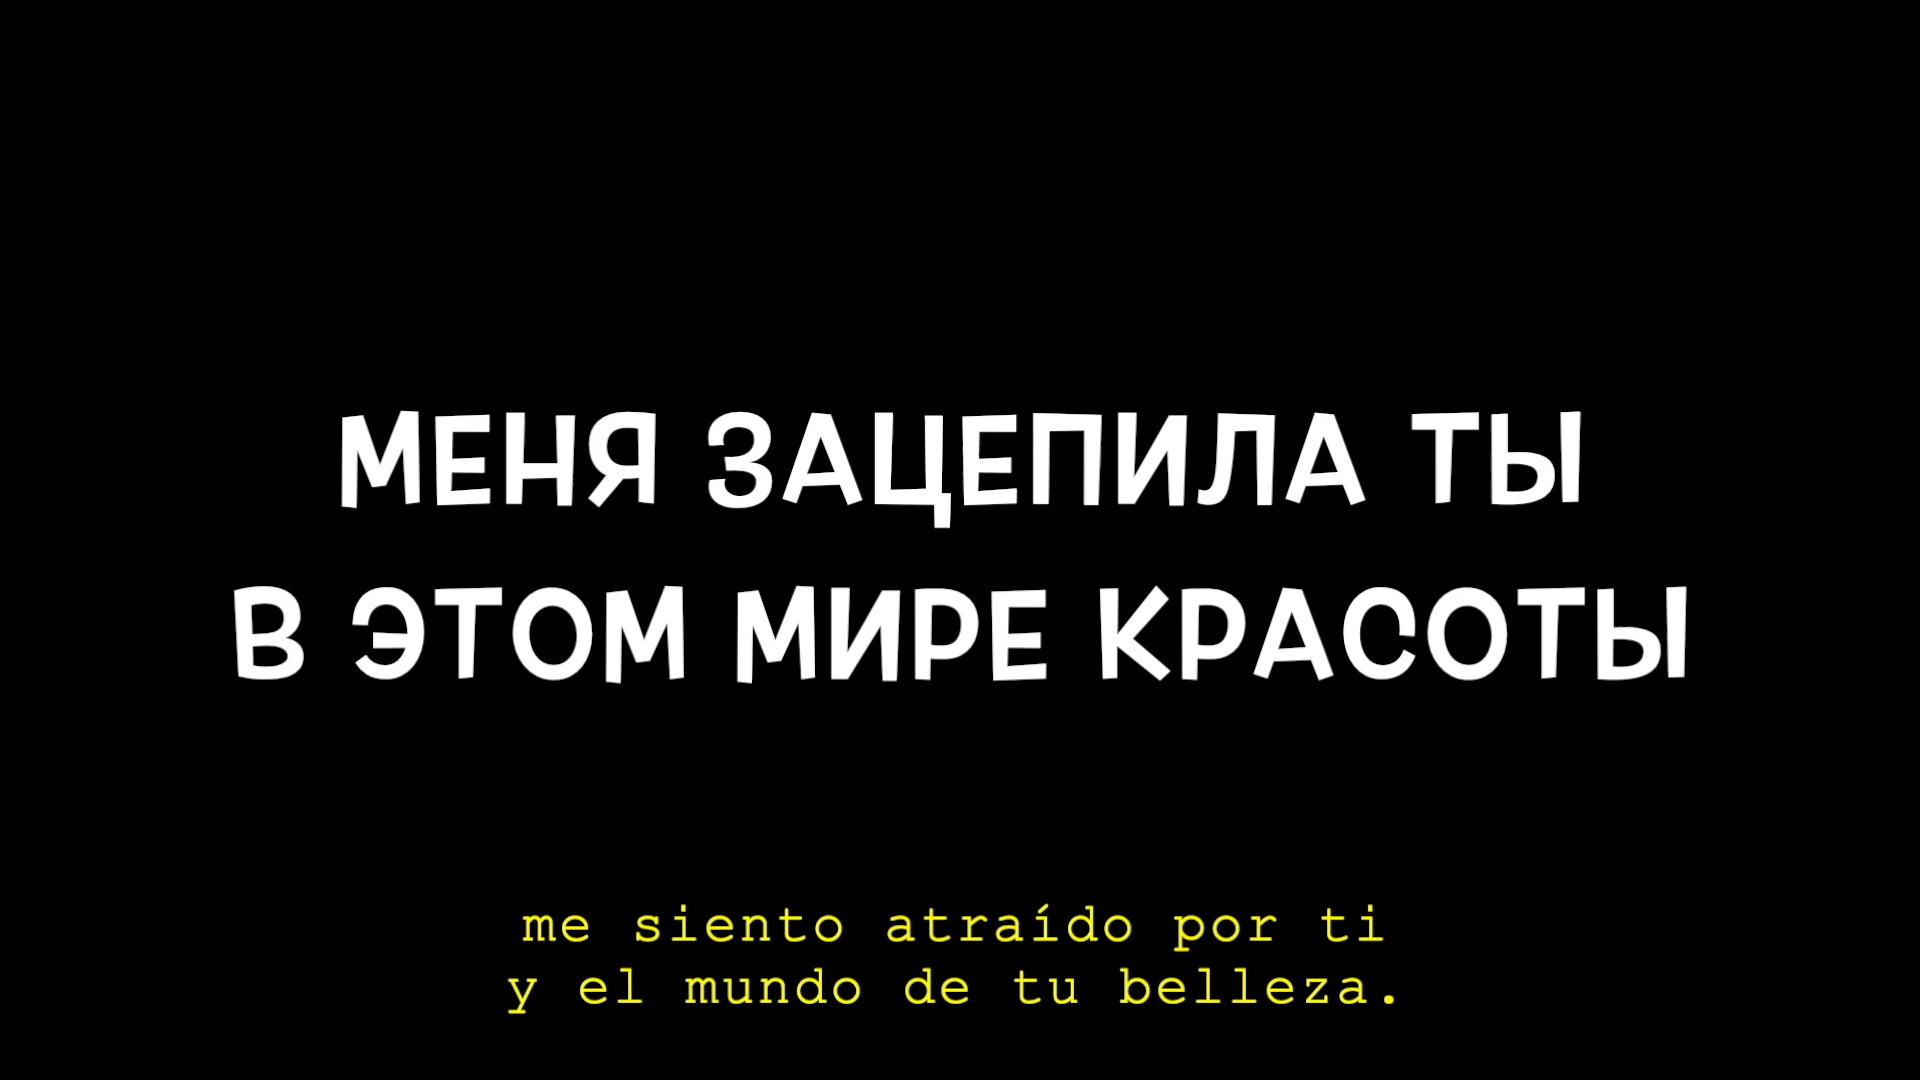 МЕНЯ ЗАЦЕПИЛА ТЫ
В ЭТОМ МИРЕ КРАСОТЫ
me siento atraído por ti
y el mundo de tu belleza.